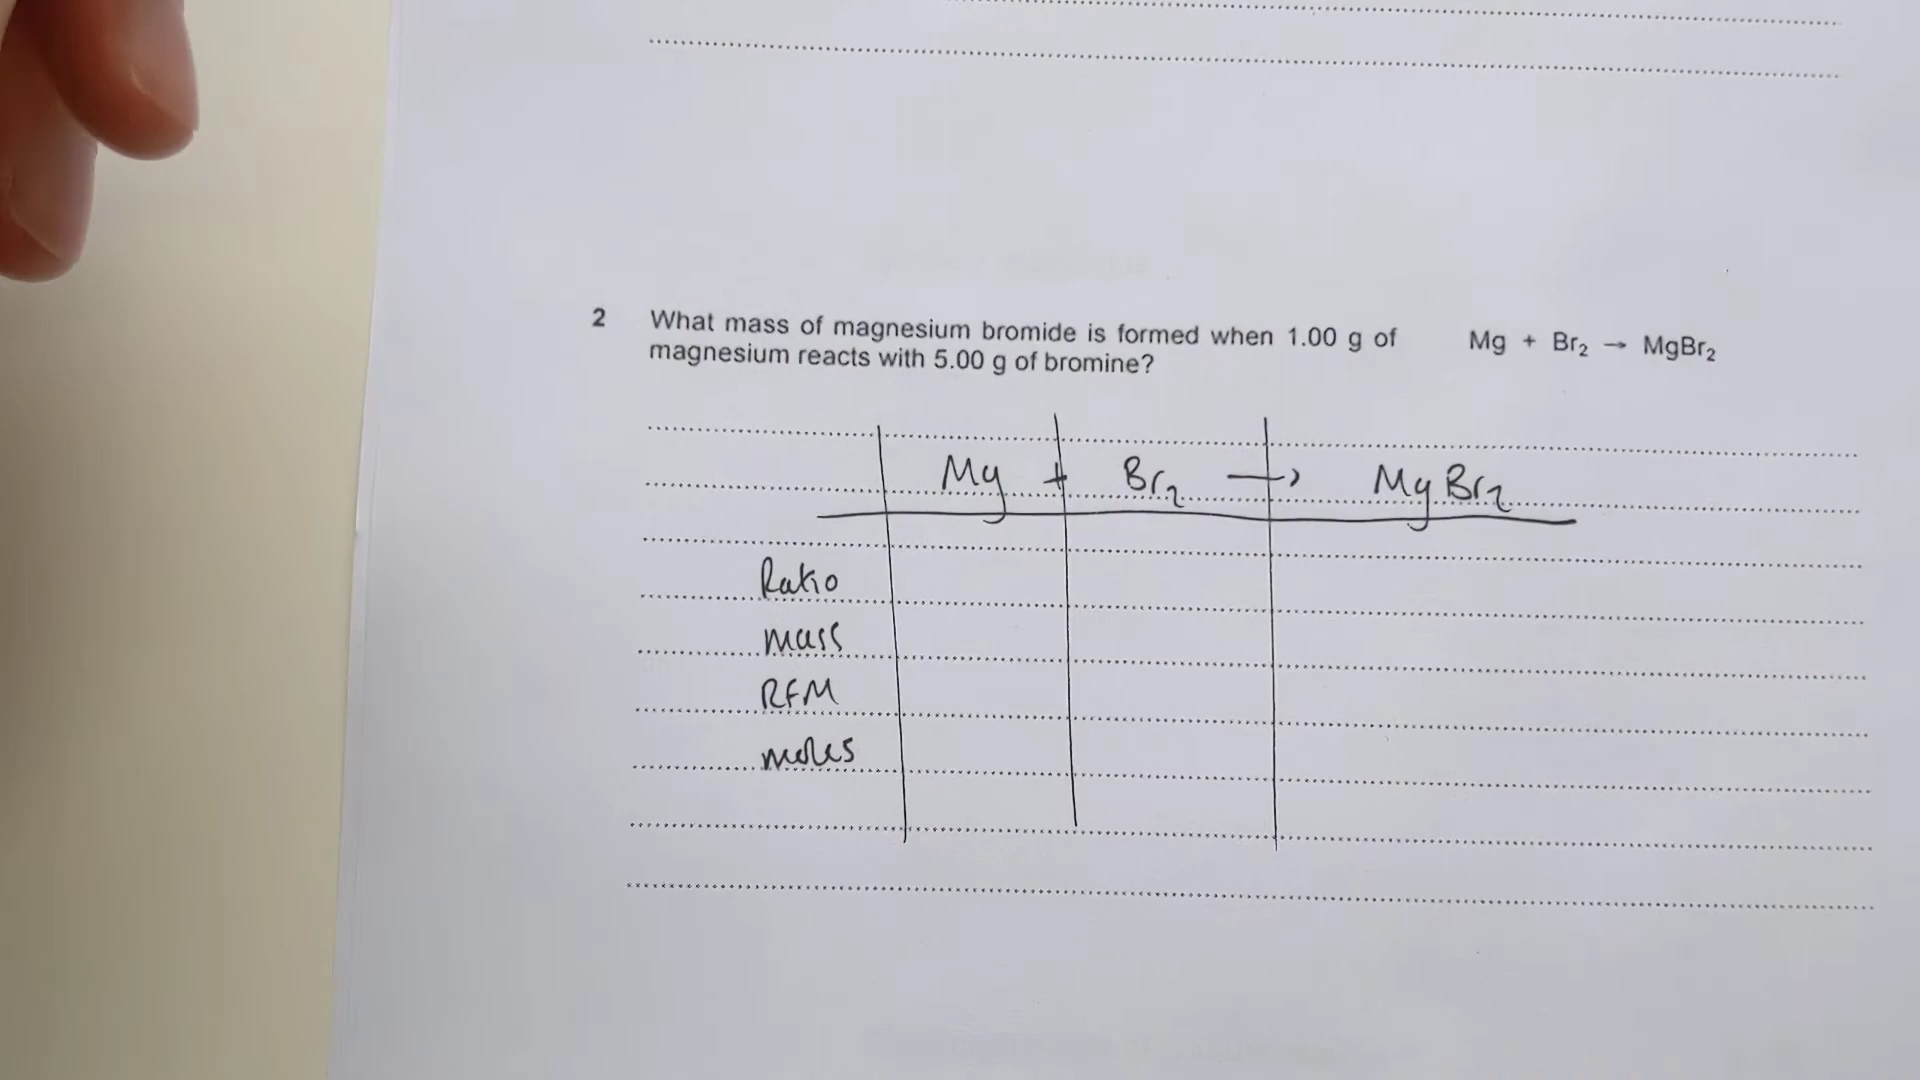 2 What mass of magnesium bromide is formed when 1.00 g of Mg + Br₂ → MgBr₂
magnesium reacts with 5.00 g of bromine?
Mg + Br₂ → MgBr₂
Ratio
mass
RFM
moles